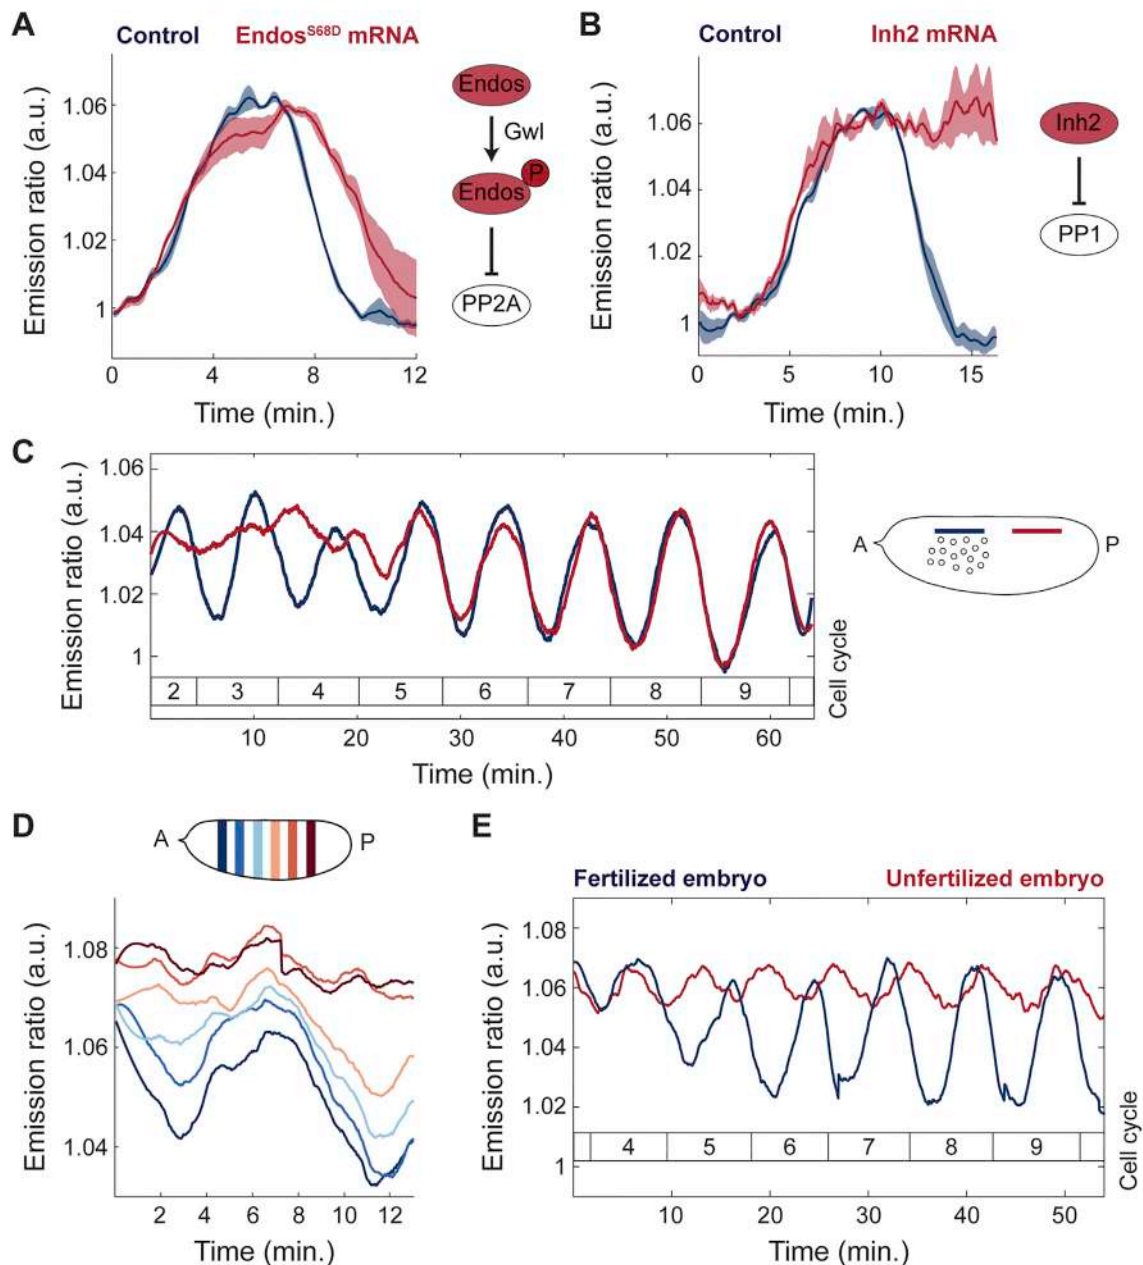 A
Control Endos^S68D mRNA
Emission ratio (a.u.)
1.06
1.04
1.02
1
0 4 8 12
Time (min.)
Endos
Gwl
P
Endos
PP2A
B
Control Inh2 mRNA
Emission ratio (a.u.)
1.06
1.04
1.02
1
0 5 10 15
Time (min.)
Inh2
PP1
C
Emission ratio (a.u.)
1.06
1.04
1.02
1
2 3 4 5 6 7 8 9
Cell cycle
10 20 30 40 50 60
Time (min.)
A P
D
A P
Emission ratio (a.u.)
1.08
1.06
1.04
2 4 6 8 10 12
Time (min.)
E
Fertilized embryo Unfertilized embryo
Emission ratio (a.u.)
1.08
1.06
1.04
1.02
1
4 5 6 7 8 9
Cell cycle
10 20 30 40 50
Time (min.)